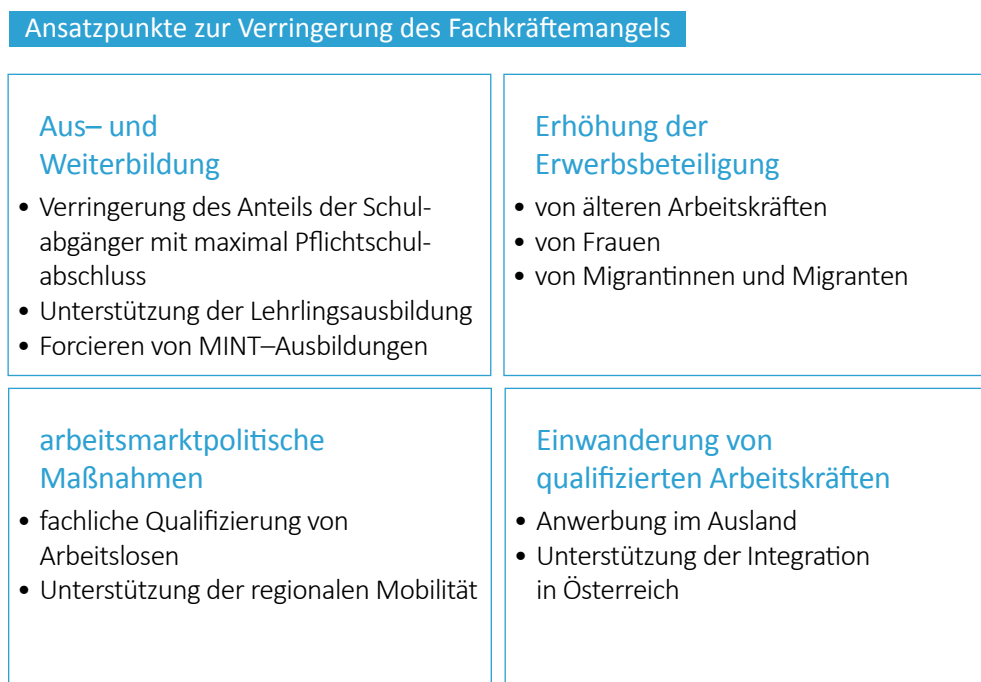 Ansatzpunkte zur Verringerung des Fachkräftemangels
Aus– und
Weiterbildung
• Verringerung des Anteils der Schul-
abgänger mit maximal Pflichtschul-
abschluss
• Unterstützung der Lehrlingsausbildung
• Forcieren von MINT–Ausbildungen
Erhöhung der
Erwerbsbeteiligung
• von älteren Arbeitskräften
• von Frauen
• von Migrantinnen und Migranten
arbeitsmarktpolitische
Maßnahmen
• fachliche Qualifizierung von
Arbeitslosen
• Unterstützung der regionalen Mobilität
Einwanderung von
qualifizierten Arbeitskräften
• Anwerbung im Ausland
• Unterstützung der Integration
in Österreich